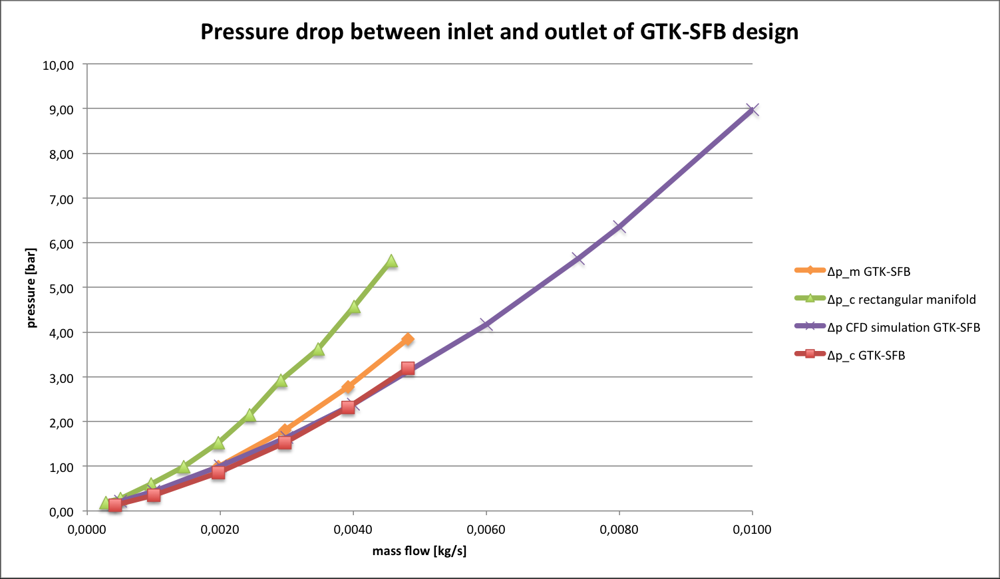 Pressure drop between inlet and outlet of GTK-SFB design
10,00
9,00
8,00
7,00
6,00
5,00
4,00
3,00
2,00
1,00
0,00
pressure [bar]
0,0000 0,0020 0,0040 0,0060 0,0080 0,0100
mass flow [kg/s]
Δp_m GTK-SFB
Δp_c rectangular manifold
Δp CFD simulation GTK-SFB
Δp_c GTK-SFB